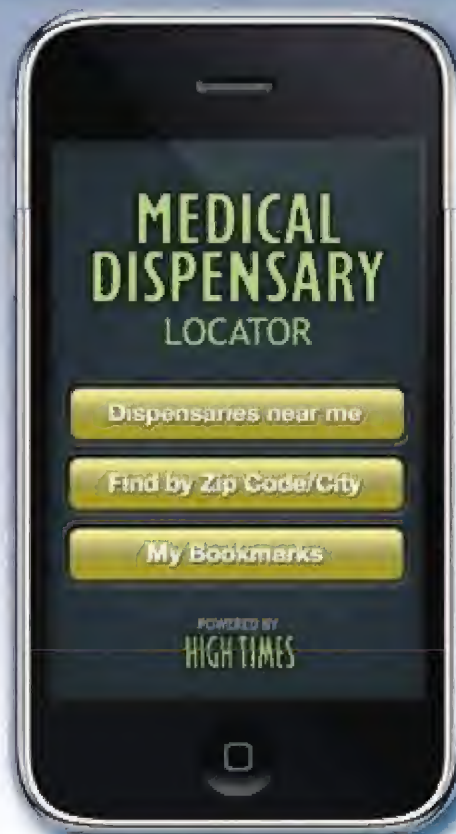 MEDICAL
DISPENSARY
LOCATOR
Dispensaries near me
Find by Zip Code/City
My Bookmarks
POWERED BY
HIGH TIMES